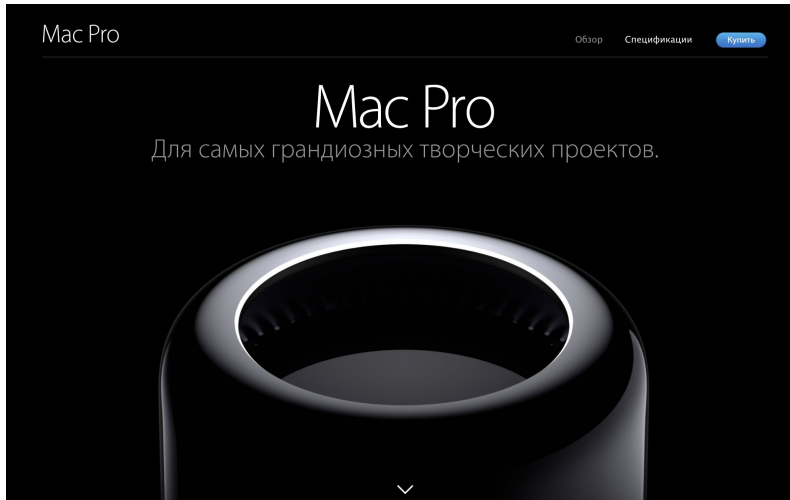 Mac Pro
Обзор
Спецификации
Купить
Mac Pro
Для самых грандиозных творческих проектов.